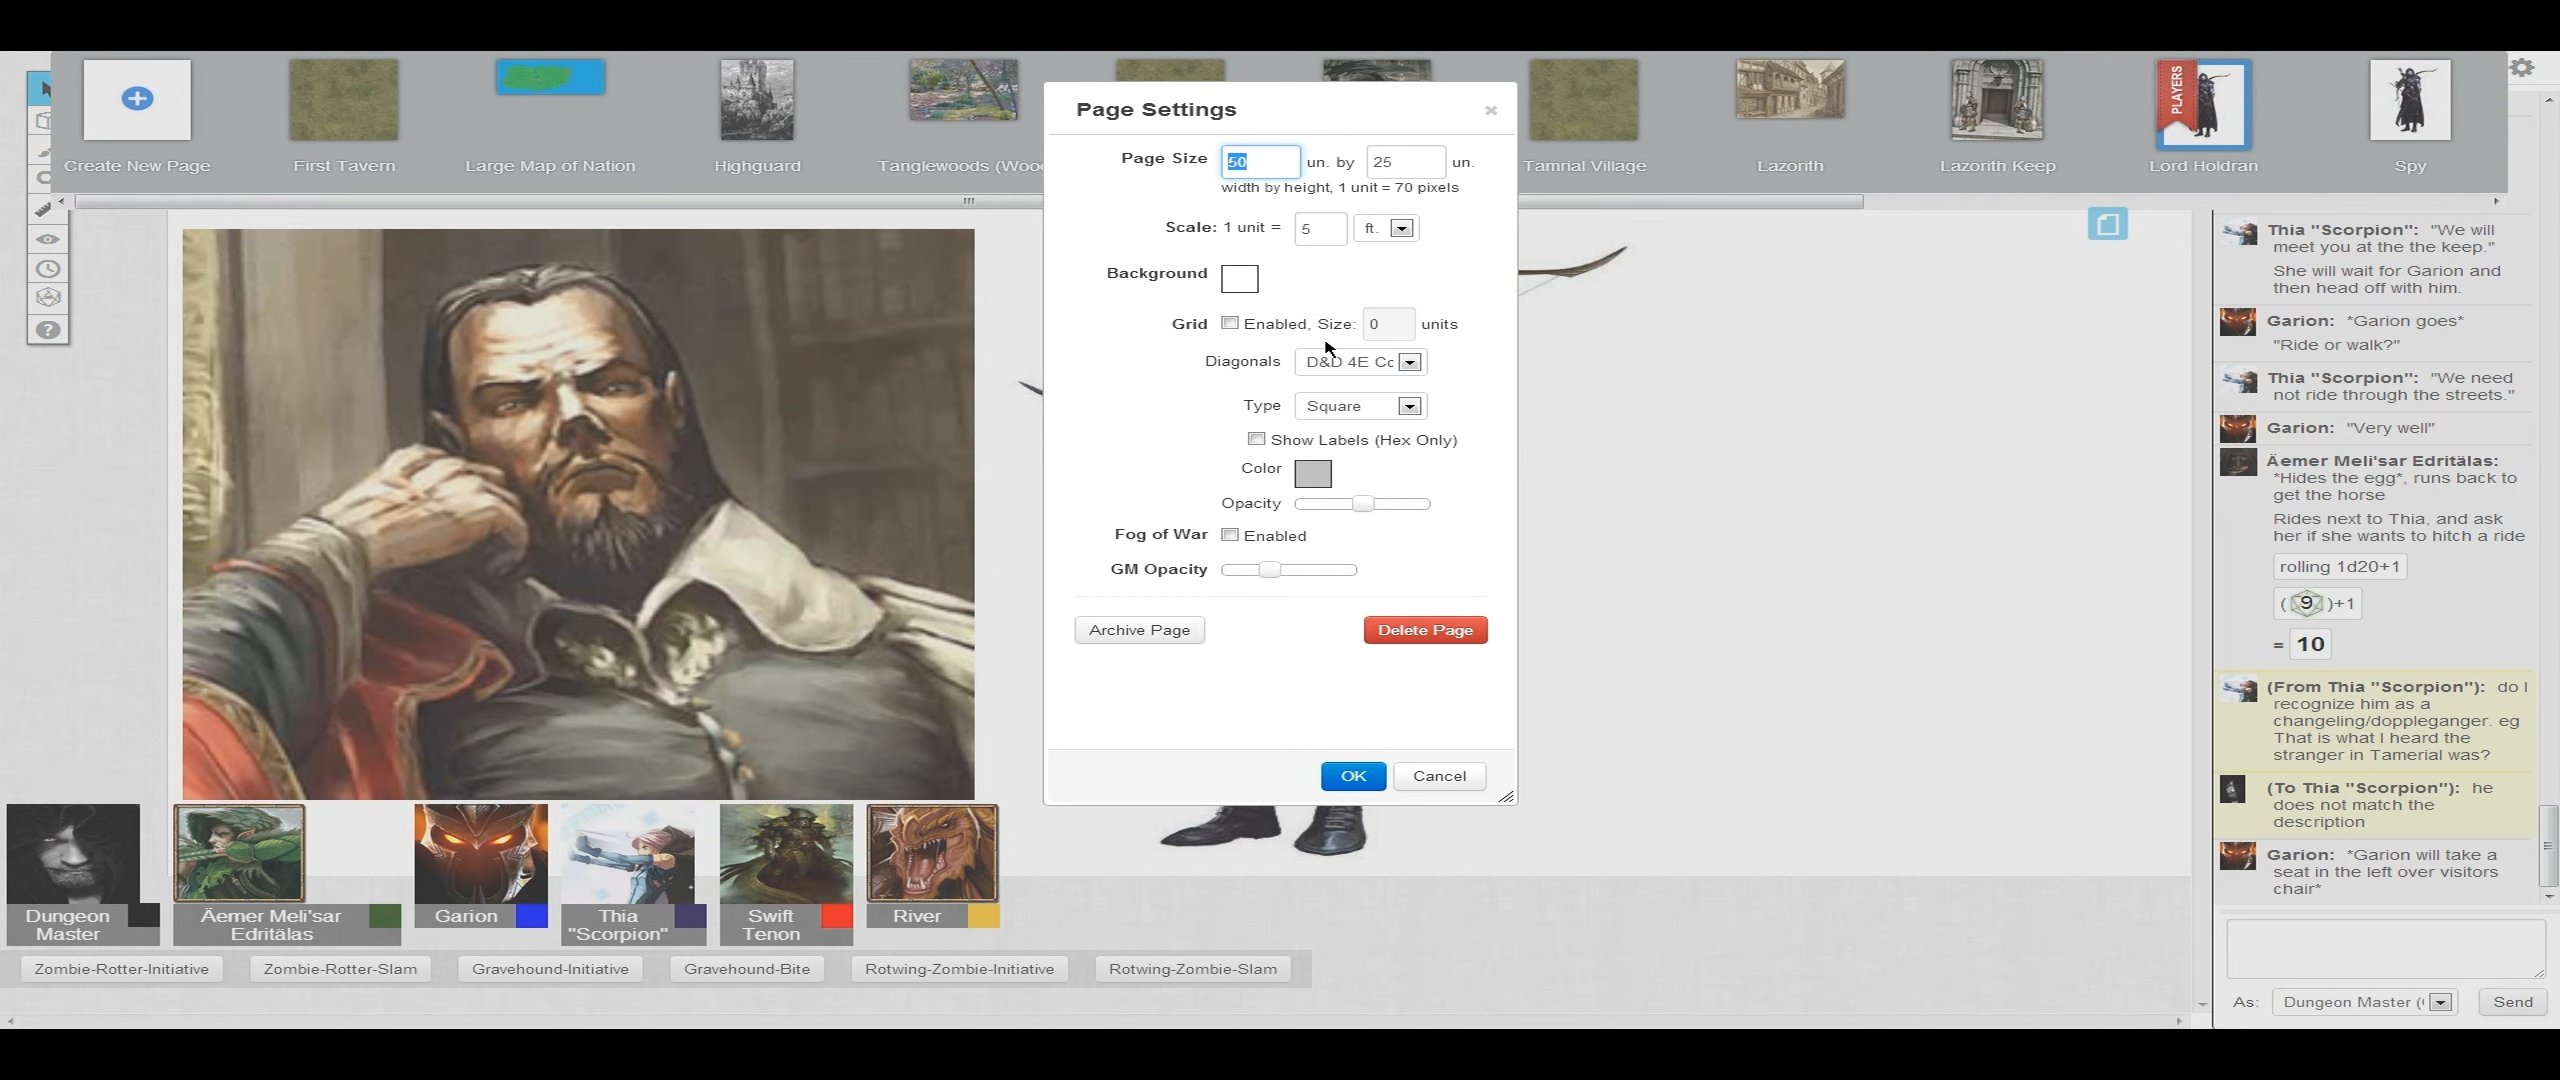 Create New Page
First Tavern
Large Map of Nation
Highguard
Tanglewoods (Woo
Tamrial Village
Lazorith
Lazorith Keep
PLAYERS
Lord Holdran
Spy
Page Settings
Page Size 50 un. by 25 un.
width by height, 1 unit = 70 pixels
Scale: 1 unit = 5 ft.
Background
Grid Enabled, Size: 0 units
Diagonals D&D 4E Co
Type Square
Show Labels (Hex Only)
Color
Opacity
Fog of War Enabled
GM Opacity
Archive Page
Delete Page
OK
Cancel
Thia "Scorpion": "We will
meet you at the the keep."
She will wait for Garion and
then head off with him.
Garion: *Garion goes*
"Ride or walk?"
Thia "Scorpion": "We need
not ride through the streets."
Garion: "Very well"
Äemer Meli'sar Edritälas:
*Hides the egg*, runs back to
get the horse
Rides next to Thia, and ask
her if she wants to hitch a ride
rolling 1d20+1
(9)+1
= 10
(From Thia "Scorpion"): do I
recognize him as a
changeling/doppleganger. eg
That is what I heard the
stranger in Tamerial was?
(To Thia "Scorpion"): he
does not match the
description
Garion: *Garion will take a
seat in the left over visitors
chair*
As: Dungeon Master (
Send
Dungeon
Master
Äemer Meli'sar
Edritälas
Garion
Thia
"Scorpion"
Swift
Tenon
River
Zombie-Rotter-Initiative
Zombie-Rotter-Slam
Gravehound-Initiative
Gravehound-Bite
Rotwing-Zombie-Initiative
Rotwing-Zombie-Slam